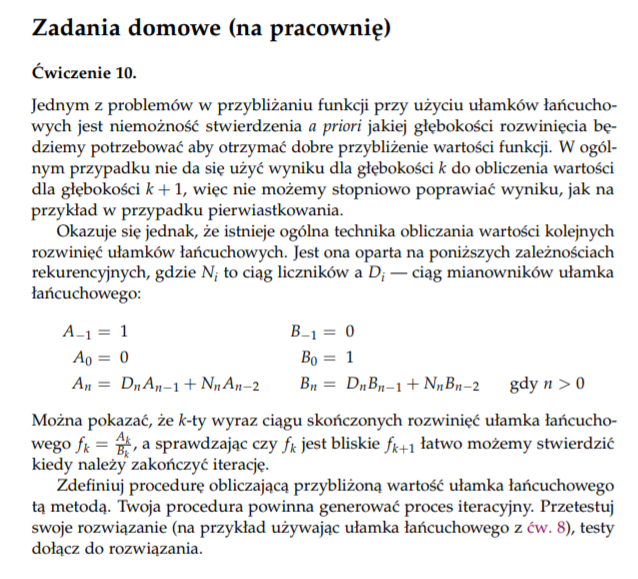 Zadania domowe (na pracownię)
Ćwiczenie 10.
Jednym z problemów w przybliżaniu funkcji przy użyciu ułamków łańcucho-
wych jest niemożność stwierdzenia a priori jakiej głębokości rozwinięcia bę-
dziemy potrzebować aby otrzymać dobre przybliżenie wartości funkcji. W ogól-
nym przypadku nie da się użyć wyniku dla głębokości k do obliczenia wartości
dla głębokości k + 1, więc nie możemy stopniowo poprawiać wyniku, jak na
przykład w przypadku pierwiastkowania.
Okazuje się jednak, że istnieje ogólna technika obliczania wartości kolejnych
rozwinięć ułamków łańcuchowych. Jest ona oparta na poniższych zależnościach
rekurencyjnych, gdzie N_i to ciąg liczników a D_i — ciąg mianowników ułamka
łańcuchowego:
A_{−1} = 1 B_{−1} = 0
A_0 = 0 B_0 = 1
A_n = D_n A_{n−1} + N_n A_{n−2} B_n = D_n B_{n−1} + N_n B_{n−2} gdy n > 0
Można pokazać, że k-ty wyraz ciągu skończonych rozwinięć ułamka łańcucho-
wego f_k = A_k/B_k, a sprawdzając czy f_k jest bliskie f_{k+1} łatwo możemy stwierdzić
kiedy należy zakończyć iterację.
Zdefiniuj procedurę obliczającą przybliżoną wartość ułamka łańcuchowego
tą metodą. Twoja procedura powinna generować proces iteracyjny. Przetestuj
swoje rozwiązanie (na przykład używając ułamka łańcuchowego z ćw. 8), testy
dołącz do rozwiązania.